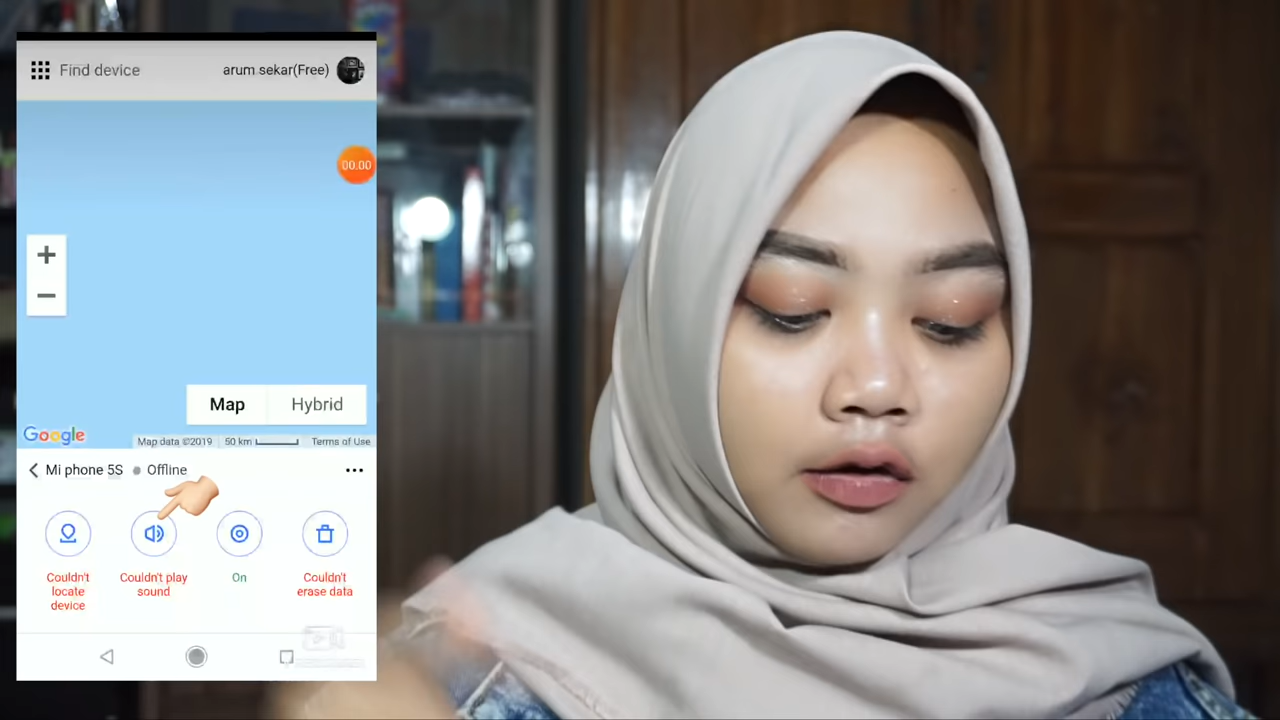 Find device
arum sekar(Free)
00:00
+
−
Map
Hybrid
Google
Map data ©2019
50 km
Terms of Use
Mi phone 5S
Offline
Couldn't
locate
device
Couldn't play
sound
On
Couldn't
erase data